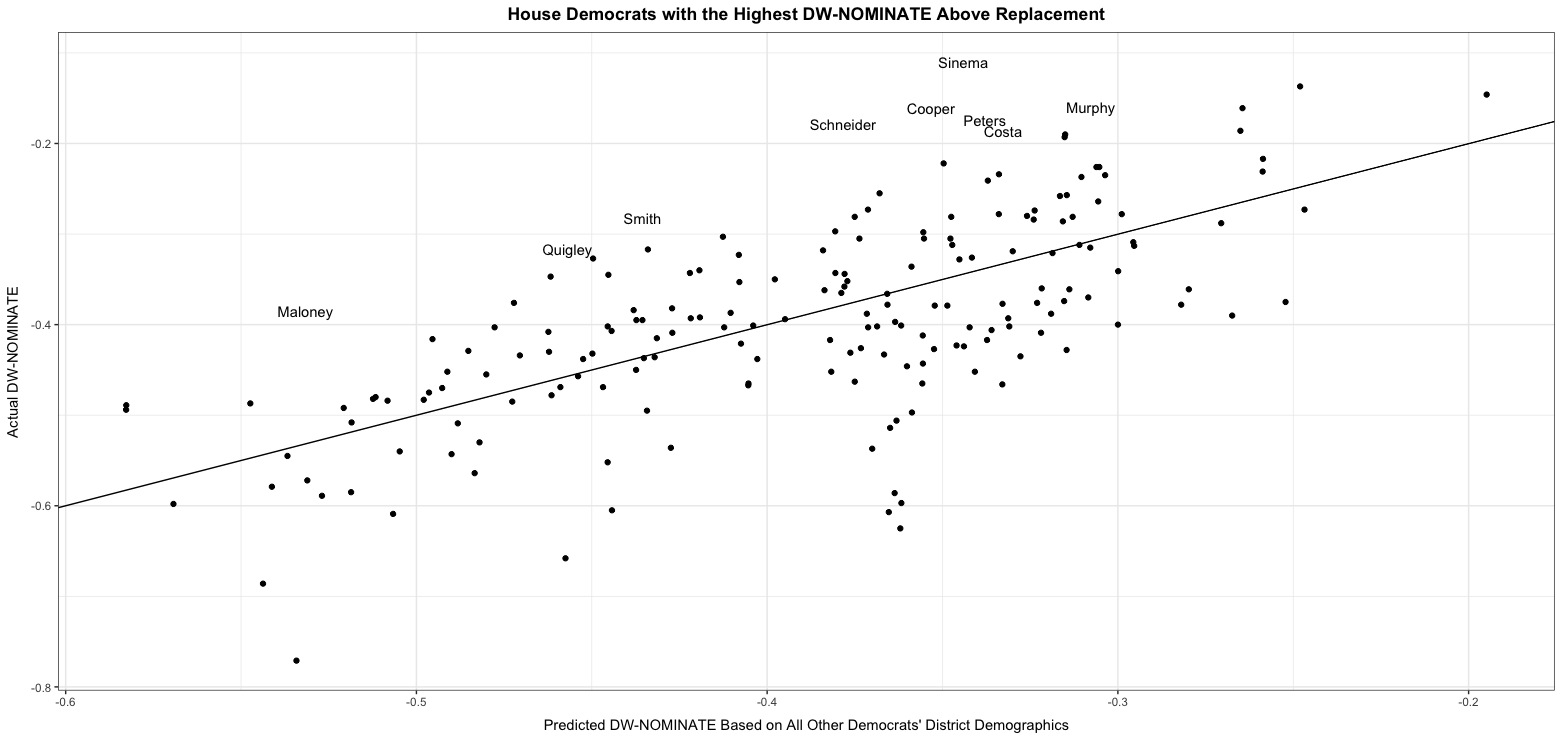 House Democrats with the Highest DW-NOMINATE Above Replacement
Sinema
Cooper
Murphy
Peters
Schneider
Costa
-0.2
Smith
Quigley
Maloney
-0.4
-0.6
-0.8
Actual DW-NOMINATE
-0.6
-0.5
-0.4
-0.3
-0.2
Predicted DW-NOMINATE Based on All Other Democrats' District Demographics